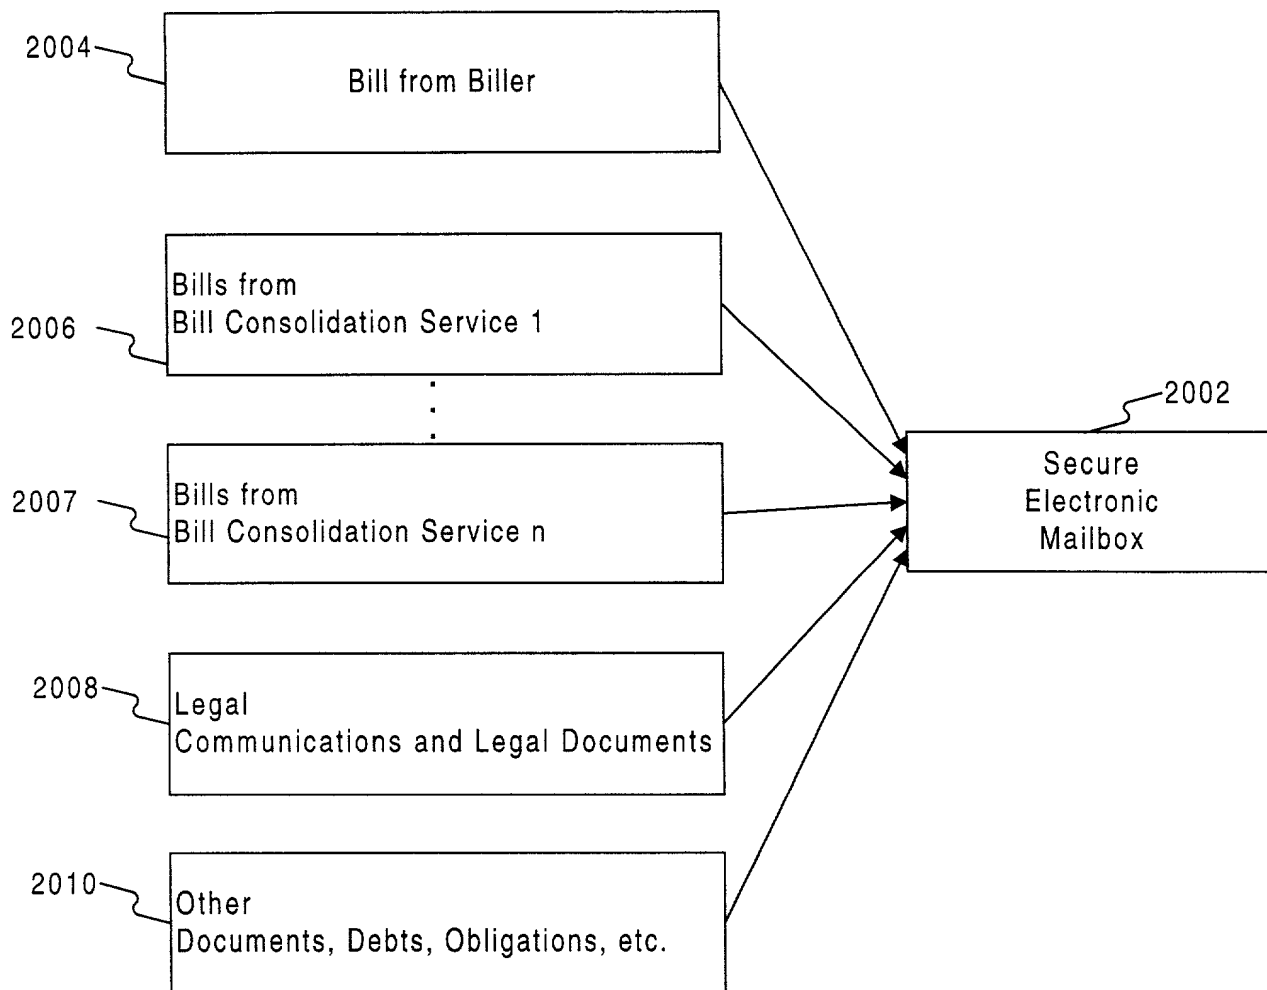 2004
Bill from Biller
2006
Bills from
Bill Consolidation Service 1
2007
Bills from
Bill Consolidation Service n
2002
Secure
Electronic
Mailbox
2008
Legal
Communications and Legal Documents
2010
Other
Documents, Debts, Obligations, etc.